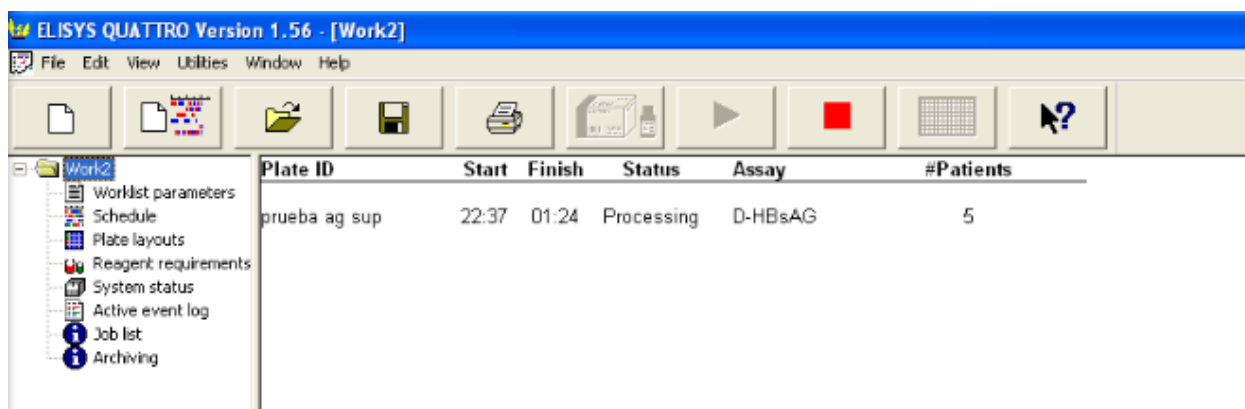 ELISYS QUATTRO Version 1.56 - [Work2]
File Edit View Utilities Window Help
Work2
Worklist parameters
Schedule
Plate layouts
Reagent requirements
System status
Active event log
Job list
Archiving
Plate ID Start Finish Status Assay #Patients
prueba ag sup 22:37 01:24 Processing D-HBsAG 5